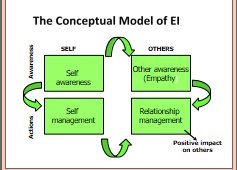 The Conceptual Model of EI
SELF
OTHERS
Awareness
Self
awareness
Other awareness
(Empathy)
Actions
Self
management
Relationship
management
Positive impact
on others